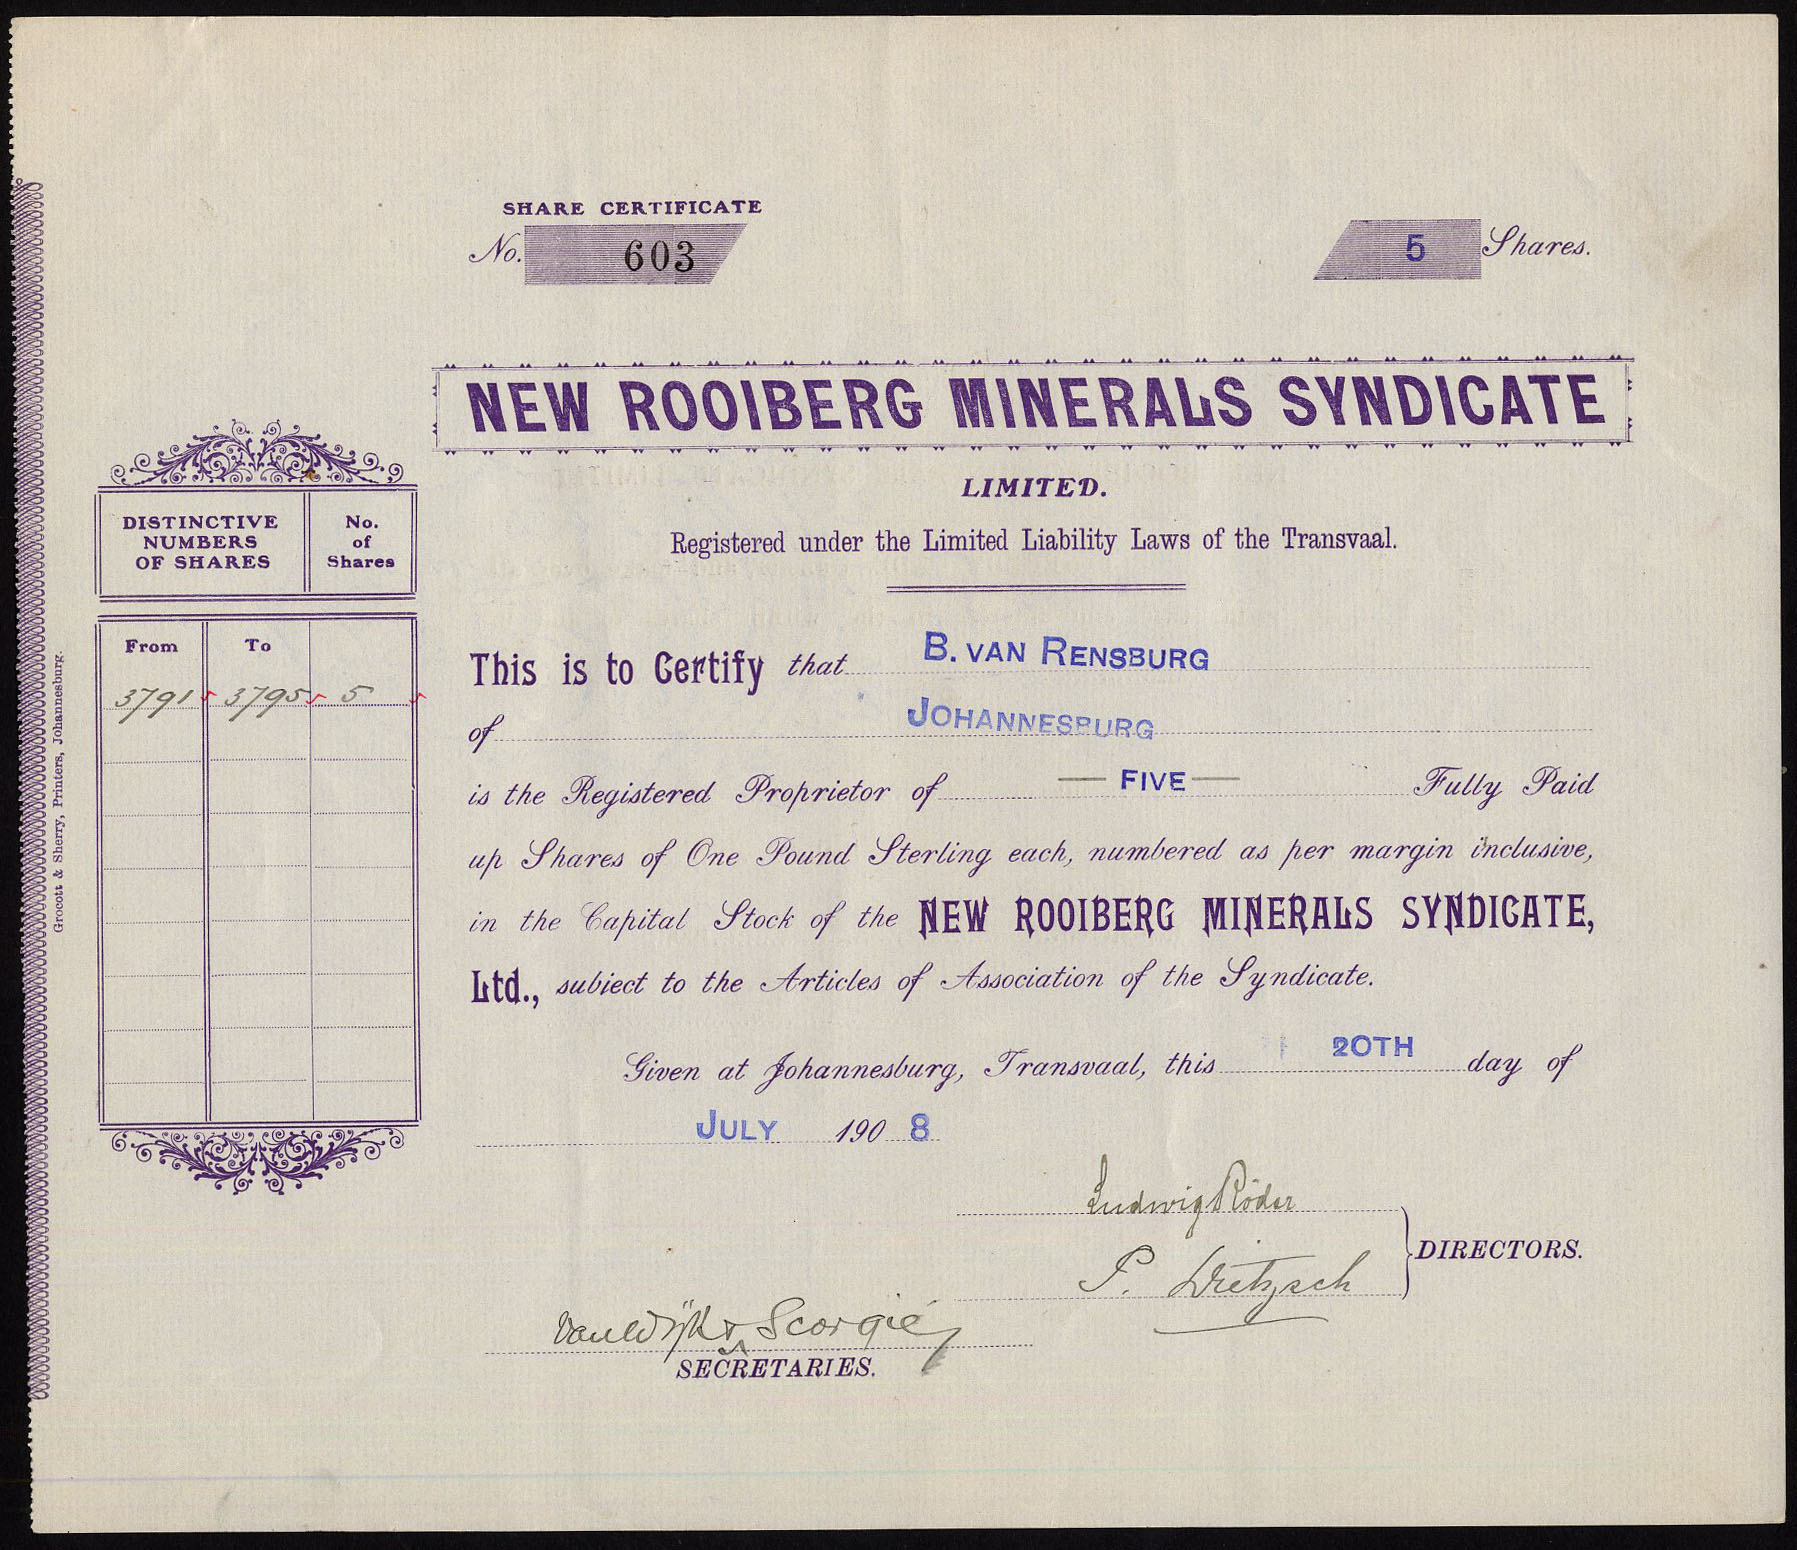 SHARE CERTIFICATE
No. 603
5 Shares.
NEW ROOIBERG MINERALS SYNDICATE
LIMITED.
Registered under the Limited Liability Laws of the Transvaal.
DISTINCTIVE NUMBERS OF SHARES
No. of Shares
From To
3791 3795 5
Grocott & Sherry, Printers, Johannesburg.
This is to Certify that B. VAN RENSBURG
of JOHANNESBURG
is the Registered Proprietor of — FIVE — Fully Paid
up Shares of One Pound Sterling each, numbered as per margin inclusive,
in the Capital Stock of the NEW ROOIBERG MINERALS SYNDICATE,
Ltd., subject to the Articles of Association of the Syndicate.
Given at Johannesburg, Transvaal, this 20TH day of
JULY 1908
Ludwig Röder
P. Dietzsch
DIRECTORS.
van Dijk & Scorgie
SECRETARIES.